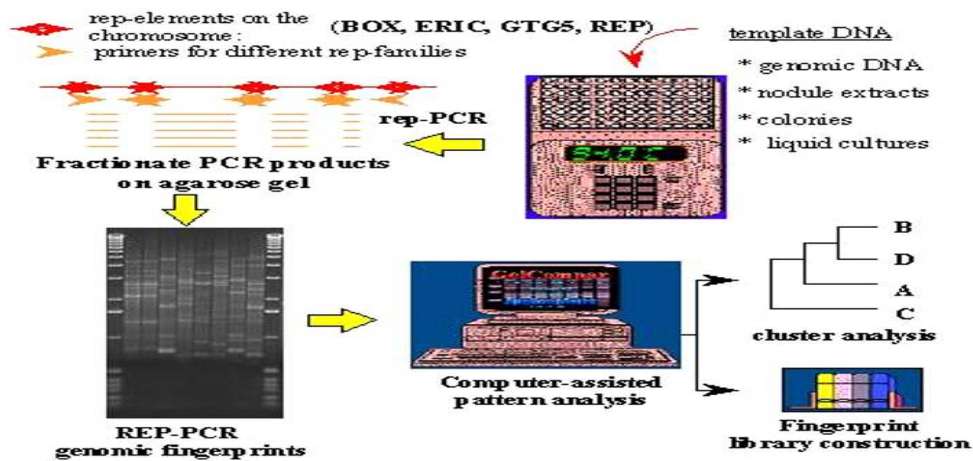 rep-elements on the
chromosome:
(BOX, ERIC, GTG5, REP)
primers for different rep-families
template DNA
* genomic DNA
* nodule extracts
* colonies
* liquid cultures
rep-PCR
Fractionate PCR products
on agarose gel
REP-PCR
genomic fingerprints
GelCompar
Computer-assisted
pattern analysis
B
D
A
C
cluster analysis
Fingerprint
library construction